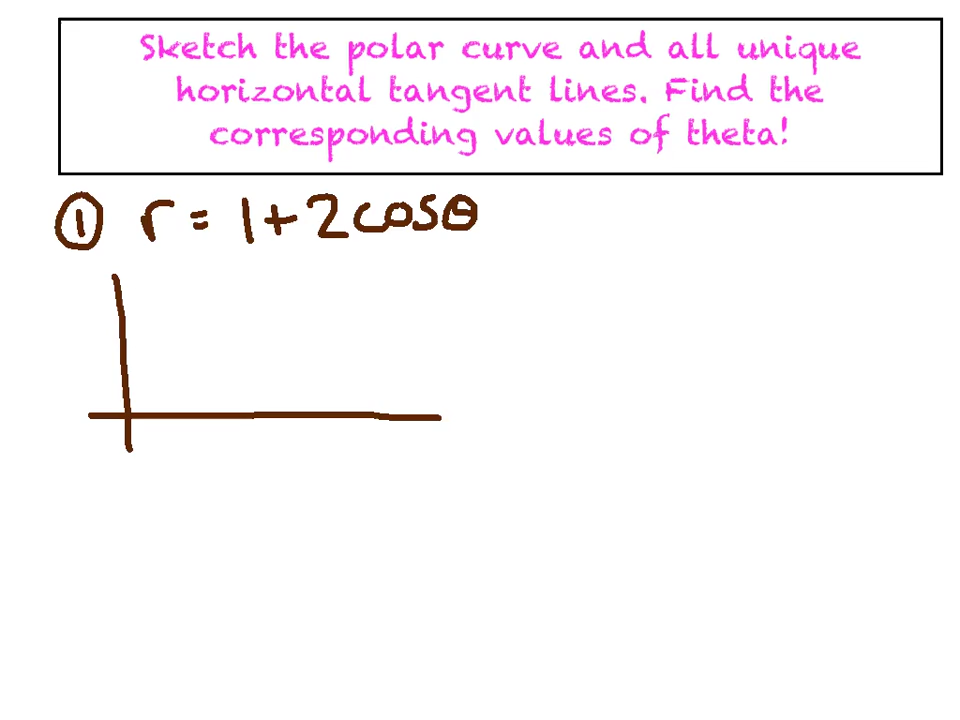 Sketch the polar curve and all unique
horizontal tangent lines. Find the
corresponding values of theta!
① r = 1 + 2cosθ